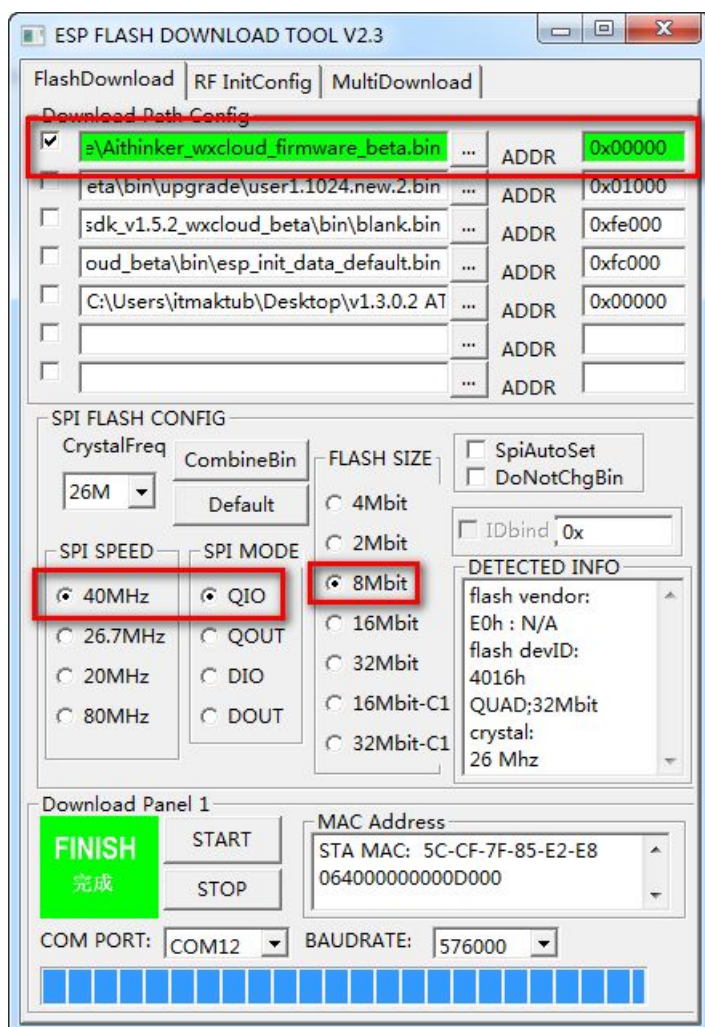 ESP FLASH DOWNLOAD TOOL V2.3
FlashDownload RF InitConfig MultiDownload
Download Path Config
e\Aithinker_wxcloud_firmware_beta.bin ... ADDR 0x00000
eta\bin\upgrade\user1.1024.new.2.bin ... ADDR 0x01000
sdk_v1.5.2_wxcloud_beta\bin\blank.bin ... ADDR 0xfe000
oud_beta\bin\esp_init_data_default.bin ... ADDR 0xfc000
C:\Users\itmaktub\Desktop\v1.3.0.2 AT ... ADDR 0x00000
... ADDR
... ADDR
SPI FLASH CONFIG
CrystalFreq
26M
CombineBin
Default
SPI SPEED
40MHz
26.7MHz
20MHz
80MHz
SPI MODE
QIO
QOUT
DIO
DOUT
FLASH SIZE
4Mbit
2Mbit
8Mbit
16Mbit
32Mbit
16Mbit-C1
32Mbit-C1
SpiAutoSet
DoNotChgBin
IDbind 0x
DETECTED INFO
flash vendor:
E0h : N/A
flash devID:
4016h
QUAD;32Mbit
crystal:
26 Mhz
Download Panel 1
FINISH
完成
START
STOP
MAC Address
STA MAC: 5C-CF-7F-85-E2-E8
064000000000D000
COM PORT: COM12 BAUDRATE: 576000